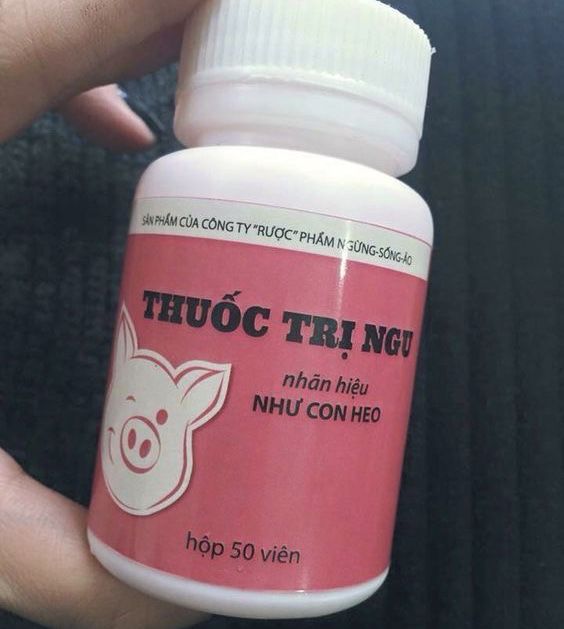 SẢN PHẨM CỦA CÔNG TY "RƯỢC" PHẨM NGỪNG-SỐNG-ẢO
THUỐC TRỊ NGU
nhãn hiệu
NHƯ CON HEO
hộp 50 viên